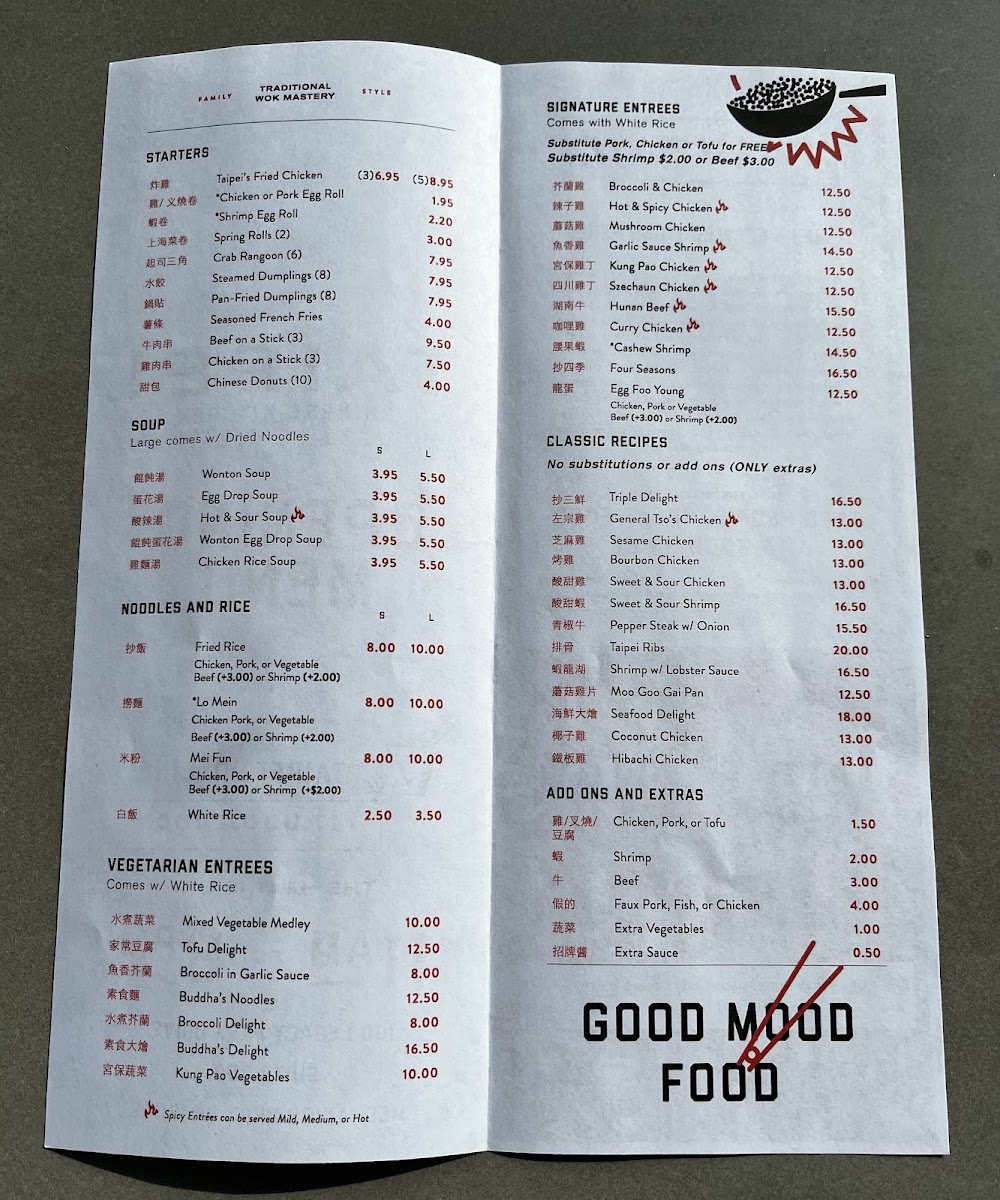 FAMILY TRADITIONAL STYLE
WOK MASTERY
STARTERS
炸雞 Taipei's Fried Chicken (3)6.95 (5)8.95
雞/叉燒卷 *Chicken or Pork Egg Roll 1.95
蝦卷 *Shrimp Egg Roll 2.20
上海菜卷 Spring Rolls (2) 3.00
起司三角 Crab Rangoon (6) 7.95
水餃 Steamed Dumplings (8) 7.95
鍋貼 Pan-Fried Dumplings (8) 7.95
薯條 Seasoned French Fries 4.00
牛肉串 Beef on a Stick (3) 9.50
雞肉串 Chicken on a Stick (3) 7.50
甜包 Chinese Donuts (10) 4.00
SOUP
Large comes w/ Dried Noodles
S L
餛飩湯 Wonton Soup 3.95 5.50
蛋花湯 Egg Drop Soup 3.95 5.50
酸辣湯 Hot & Sour Soup 3.95 5.50
餛飩蛋花湯 Wonton Egg Drop Soup 3.95 5.50
雞麵湯 Chicken Rice Soup 3.95 5.50
NOODLES AND RICE
S L
抄飯 Fried Rice 8.00 10.00
Chicken, Pork, or Vegetable
Beef (+3.00) or Shrimp (+2.00)
撈麵 *Lo Mein 8.00 10.00
Chicken Pork, or Vegetable
Beef (+3.00) or Shrimp (+2.00)
米粉 Mei Fun 8.00 10.00
Chicken, Pork, or Vegetable
Beef (+3.00) or Shrimp (+$2.00)
白飯 White Rice 2.50 3.50
VEGETARIAN ENTREES
Comes w/ White Rice
水煮蔬菜 Mixed Vegetable Medley 10.00
家常豆腐 Tofu Delight 12.50
魚香芥蘭 Broccoli in Garlic Sauce 8.00
素食麵 Buddha's Noodles 12.50
水煮芥蘭 Broccoli Delight 8.00
素食大燴 Buddha's Delight 16.50
宮保蔬菜 Kung Pao Vegetables 10.00
Spicy Entrées can be served Mild, Medium, or Hot
SIGNATURE ENTREES
Comes with White Rice
Substitute Pork, Chicken or Tofu for FREE
Substitute Shrimp $2.00 or Beef $3.00
芥蘭雞 Broccoli & Chicken 12.50
辣子雞 Hot & Spicy Chicken 12.50
蘑菇雞 Mushroom Chicken 12.50
魚香雞 Garlic Sauce Shrimp 14.50
宮保雞丁 Kung Pao Chicken 12.50
四川雞丁 Szechaun Chicken 12.50
湖南牛 Hunan Beef 15.50
咖哩雞 Curry Chicken 12.50
腰果蝦 *Cashew Shrimp 14.50
抄四季 Four Seasons 16.50
龍蛋 Egg Foo Young 12.50
Chicken, Pork or Vegetable
Beef (+3.00) or Shrimp (+2.00)
CLASSIC RECIPES
No substitutions or add ons (ONLY extras)
抄三鮮 Triple Delight 16.50
左宗雞 General Tso's Chicken 13.00
芝麻雞 Sesame Chicken 13.00
烤雞 Bourbon Chicken 13.00
酸甜雞 Sweet & Sour Chicken 13.00
酸甜蝦 Sweet & Sour Shrimp 16.50
青椒牛 Pepper Steak w/ Onion 15.50
排骨 Taipei Ribs 20.00
蝦龍湖 Shrimp w/ Lobster Sauce 16.50
蘑菇雞片 Moo Goo Gai Pan 12.50
海鮮大燴 Seafood Delight 18.00
椰子雞 Coconut Chicken 13.00
鐵板雞 Hibachi Chicken 13.00
ADD ONS AND EXTRAS
雞/叉燒/ Chicken, Pork, or Tofu 1.50
豆腐
蝦 Shrimp 2.00
牛 Beef 3.00
假的 Faux Pork, Fish, or Chicken 4.00
蔬菜 Extra Vegetables 1.00
招牌醬 Extra Sauce 0.50
GOOD MOOD
FOOD